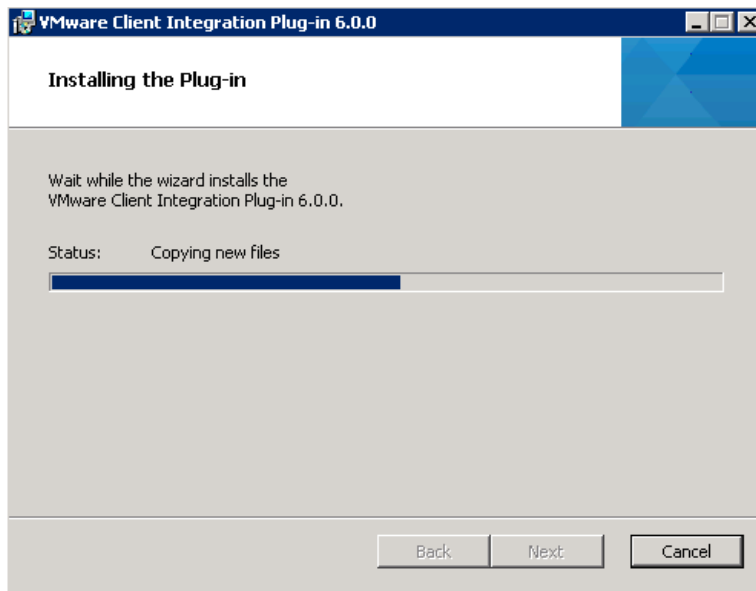 VMware Client Integration Plug-in 6.0.0
Installing the Plug-in
Wait while the wizard installs the
VMware Client Integration Plug-in 6.0.0.
Status: Copying new files
Back Next Cancel